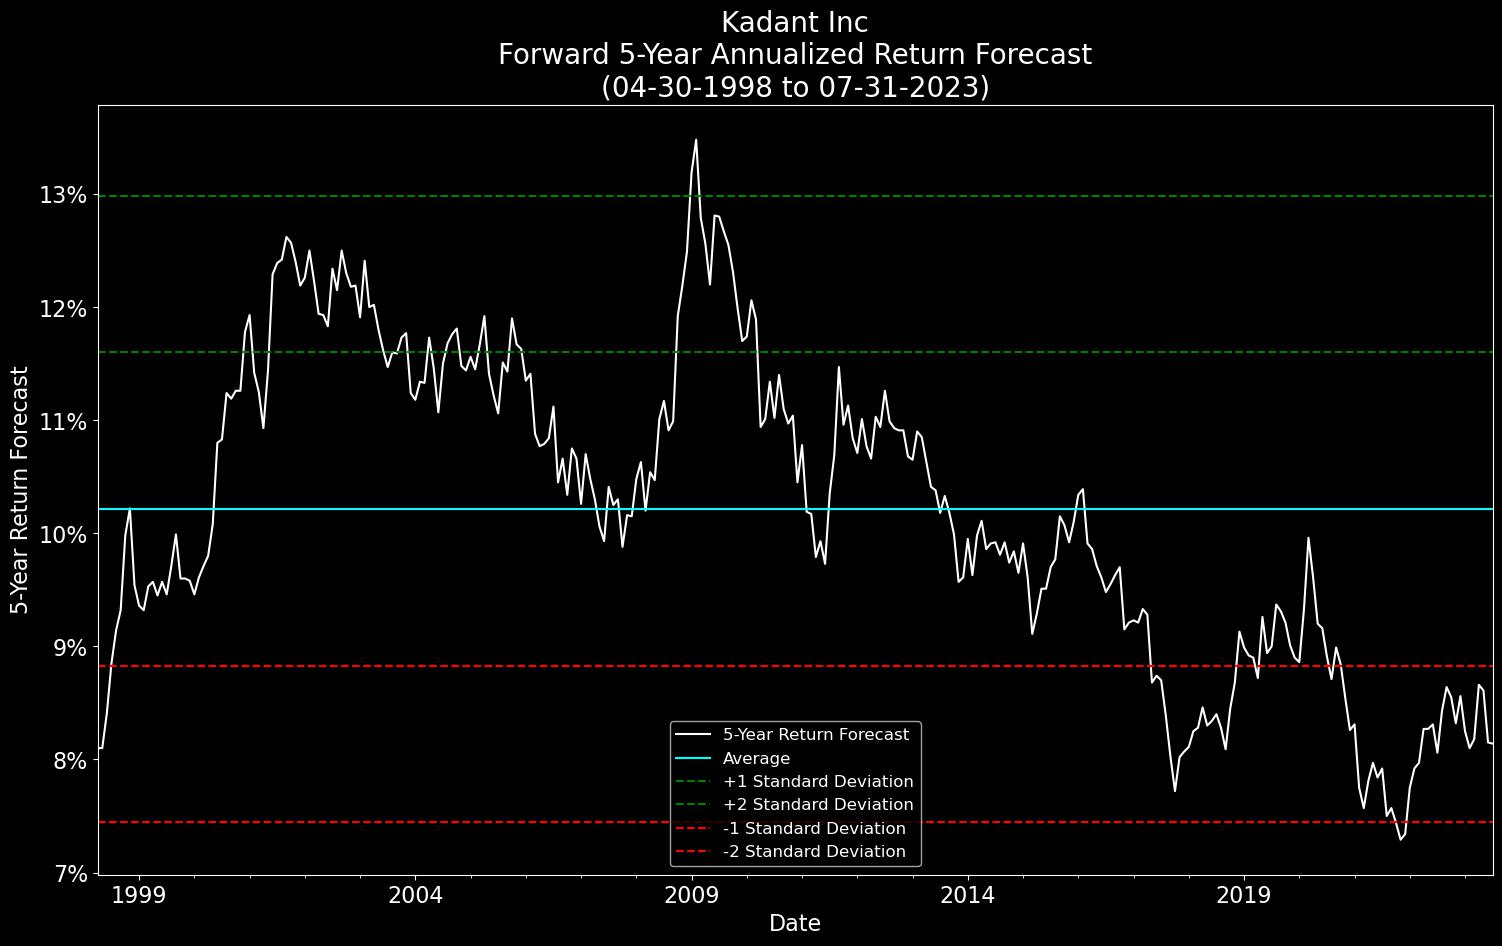 Kadant Inc
Forward 5-Year Annualized Return Forecast
(04-30-1998 to 07-31-2023)
5-Year Return Forecast
13%
12%
11%
10%
9%
8%
7%
5-Year Return Forecast
Average
+1 Standard Deviation
+2 Standard Deviation
-1 Standard Deviation
-2 Standard Deviation
1999 2004 2009 2014 2019
Date